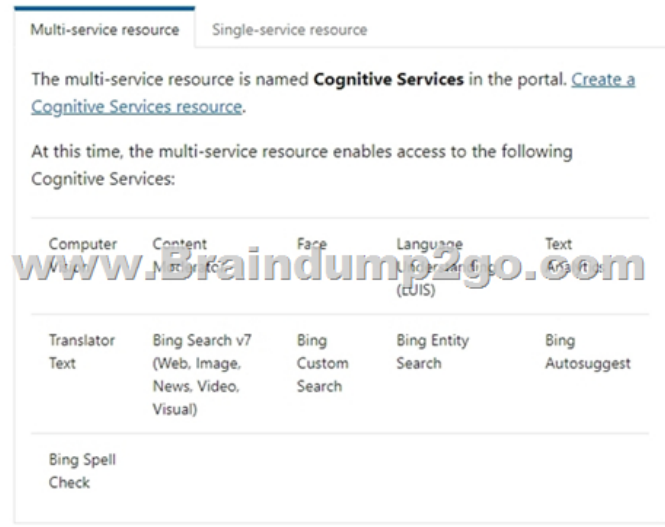 Multi-service resource Single-service resource
The multi-service resource is named Cognitive Services in the portal. Create a
Cognitive Services resource.
At this time, the multi-service resource enables access to the following
Cognitive Services:
Computer Content Face Language Text
www.Braindump2go.com
(LUIS)
Translator Bing Search v7 Bing Bing Entity Bing
Text (Web, Image, Custom Search Autosuggest
News, Video, Search
Visual)
Bing Spell
Check